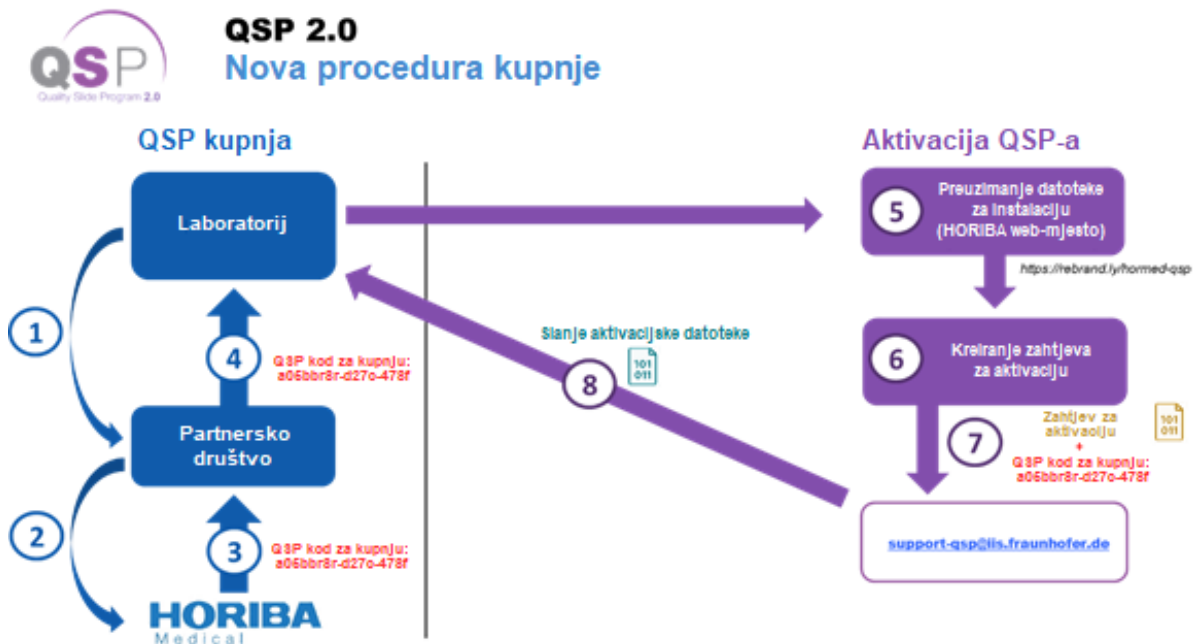 QSP
Quality Slide Program 2.0
QSP 2.0
Nova procedura kupnje
QSP kupnja
Laboratorij
1
4
QSP kod za kupnju:
a05bbr8r-d27c-478f
Partnersko
društvo
2
3
QSP kod za kupnju:
a05bbr8r-d27c-478f
HORIBA
Medical
Aktivacija QSP-a
5
Preuzimanje datoteke
za instalaciju
(HORIBA web-mjesto)
https://rebrand.ly/hormed-qsp
6
Kreiranje zahtjeva
za aktivaciju
Slanje aktivacijske datoteke
101
011
8
7
Zahtjev za
aktivaciju
101
011
+
QSP kod za kupnju:
a05bbr8r-d27c-478f
support-qsp@iis.fraunhofer.de